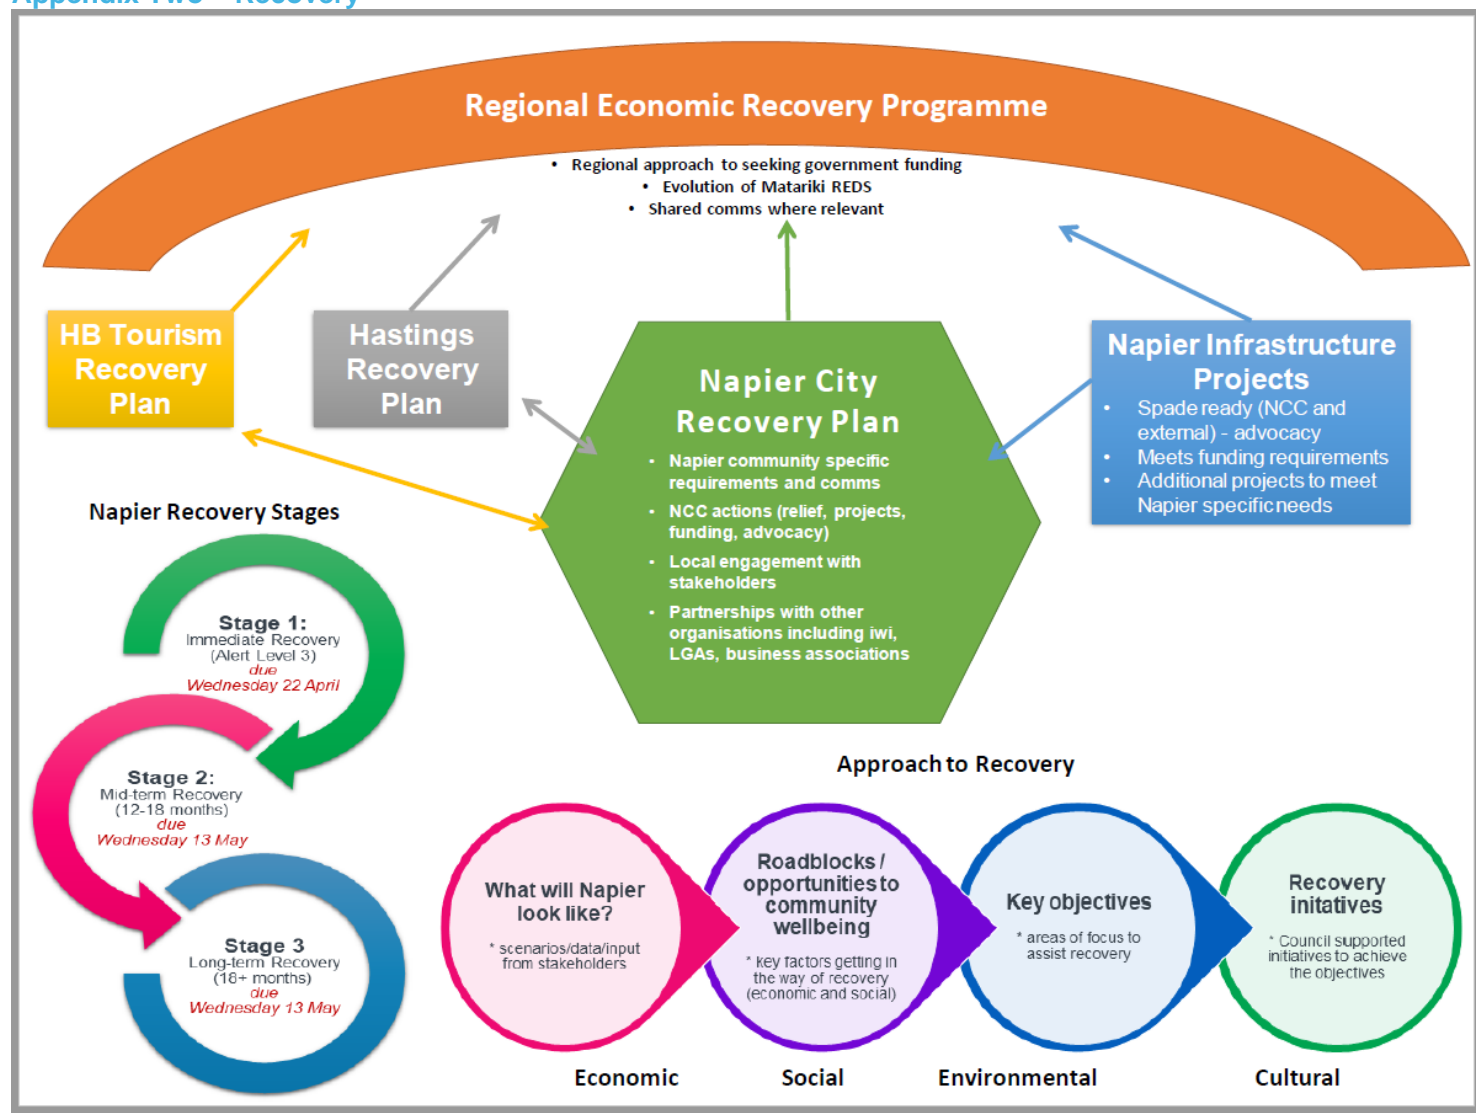 Appendix Two – Recovery
Regional Economic Recovery Programme
• Regional approach to seeking government funding
• Evolution of Matariki REDS
• Shared comms where relevant
HB Tourism
Recovery
Plan
Hastings
Recovery
Plan
Napier City
Recovery Plan
• Napier community specific
requirements and comms
• NCC actions (relief, projects,
funding, advocacy)
• Local engagement with
stakeholders
• Partnerships with other
organisations including iwi,
LGAs, business associations
Napier Infrastructure
Projects
• Spade ready (NCC and
external) - advocacy
• Meets funding requirements
• Additional projects to meet
Napier specific needs
Napier Recovery Stages
Stage 1:
Immediate Recovery
(Alert Level 3)
due
Wednesday 22 April
Stage 2:
Mid-term Recovery
(12-18 months)
due
Wednesday 13 May
Stage 3
Long-term Recovery
(18+ months)
due
Wednesday 13 May
Approach to Recovery
What will Napier
look like?
* scenarios/data/input
from stakeholders
Roadblocks /
opportunities to
community
wellbeing
* key factors getting in
the way of recovery
(economic and social)
Key objectives
* areas of focus to
assist recovery
Recovery
initatives
* Council supported
initiatives to achieve
the objectives
Economic
Social
Environmental
Cultural